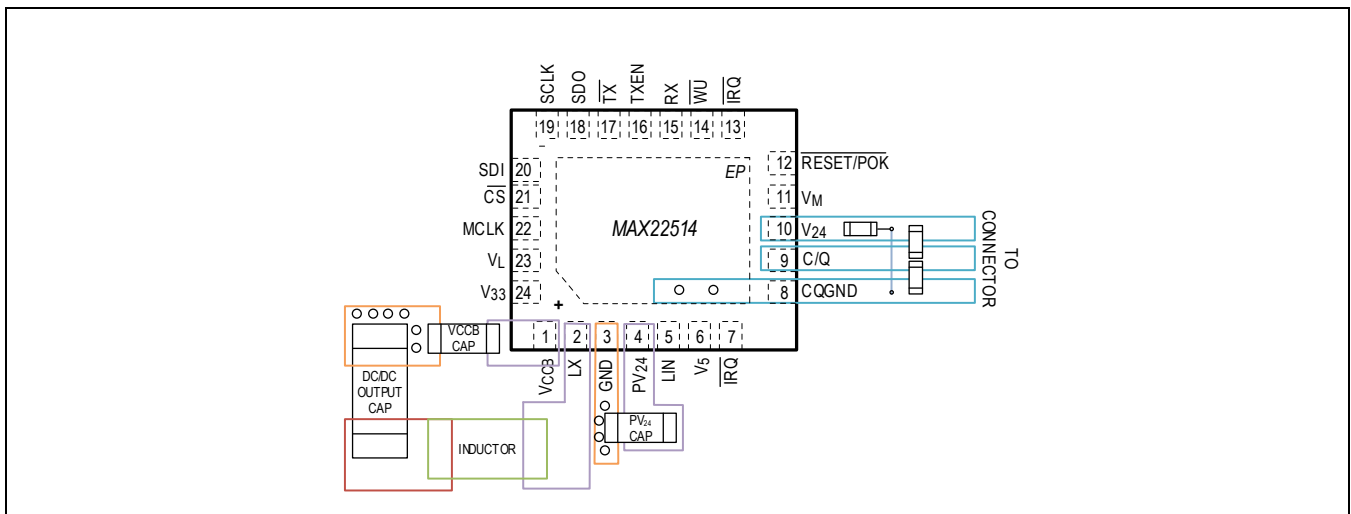 SCLK
SDO
TX
TXEN
RX
WU
IRQ
19 18 17 16 15 14 13
SDI 20
CS 21
MCLK 22
VL 23
V33 24
EP
MAX22514
12 RESET/POK
11 VM
10 V24
9 C/Q
8 CQGND
TO
CONNECTOR
+
1 2 3 4 5 6 7
VCCB
LX
GND
PV24
LIN
V5
IRQ
VCCB
CAP
DC/DC
OUTPUT
CAP
INDUCTOR
PV24
CAP